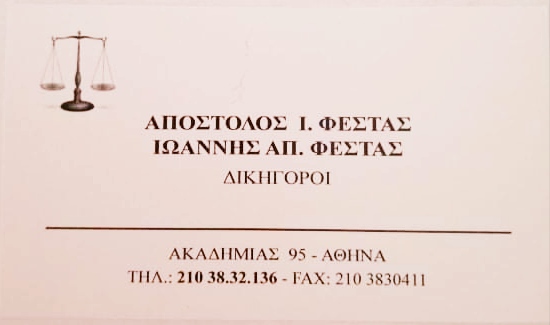 ΑΠΟΣΤΟΛΟΣ Ι. ΦΕΣΤΑΣ
ΙΩΑΝΝΗΣ ΑΠ. ΦΕΣΤΑΣ
ΔΙΚΗΓΟΡΟΙ
ΑΚΑΔΗΜΙΑΣ 95 - ΑΘΗΝΑ
ΤΗΛ.: 210 38.32.136 - FAX: 210 3830411